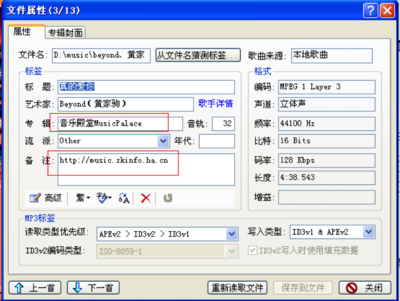 文件属性(3/13)
属性 专辑封面
文件名: D:\music\beyond、黄家 从文件名猜测标签... 歌曲来源: 本地歌曲
标签 格式
标 题: 真的爱你 编码: MPEG 1 Layer 3
艺术家: Beyond(黄家驹) 歌手详情 声道: 立体声
专 辑: 音乐殿堂MusicPalace 音轨: 32 频率: 44100 Hz
流 派: Other 年代: 比特: 16 Bits
备 注: http://music.zkinfo.ha.cn 码率: 128 Kbps
长度: 4:38.543
高级 繁 增益:
MP3标签
读取类型优先级: APEv2 > ID3v2 > ID3v1 写入类型: ID3v1 & APEv2
ID3v2编码类型: ISO-8859-1 ID3v2写入时使用填充数据
上一首 下一首 重新读取文件 保存到文件 关闭